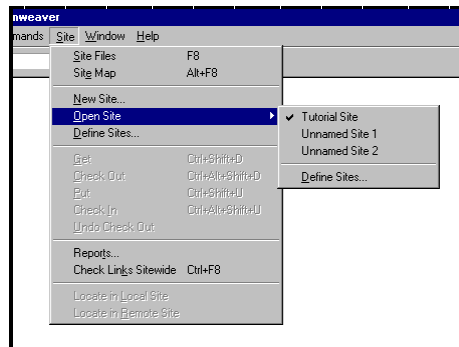 mweaver
mands Site Window Help
Site Files F8
Site Map Alt+F8
New Site...
Open Site
Define Sites...
Get Ctrl+Shift+D
Check Out Ctrl+Alt+Shift+D
Put Ctrl+Shift+U
Check In Ctrl+Alt+Shift+U
Undo Check Out
Reports...
Check Links Sitewide Ctrl+F8
Locate in Local Site
Locate in Remote Site
Tutorial Site
Unnamed Site 1
Unnamed Site 2
Define Sites...